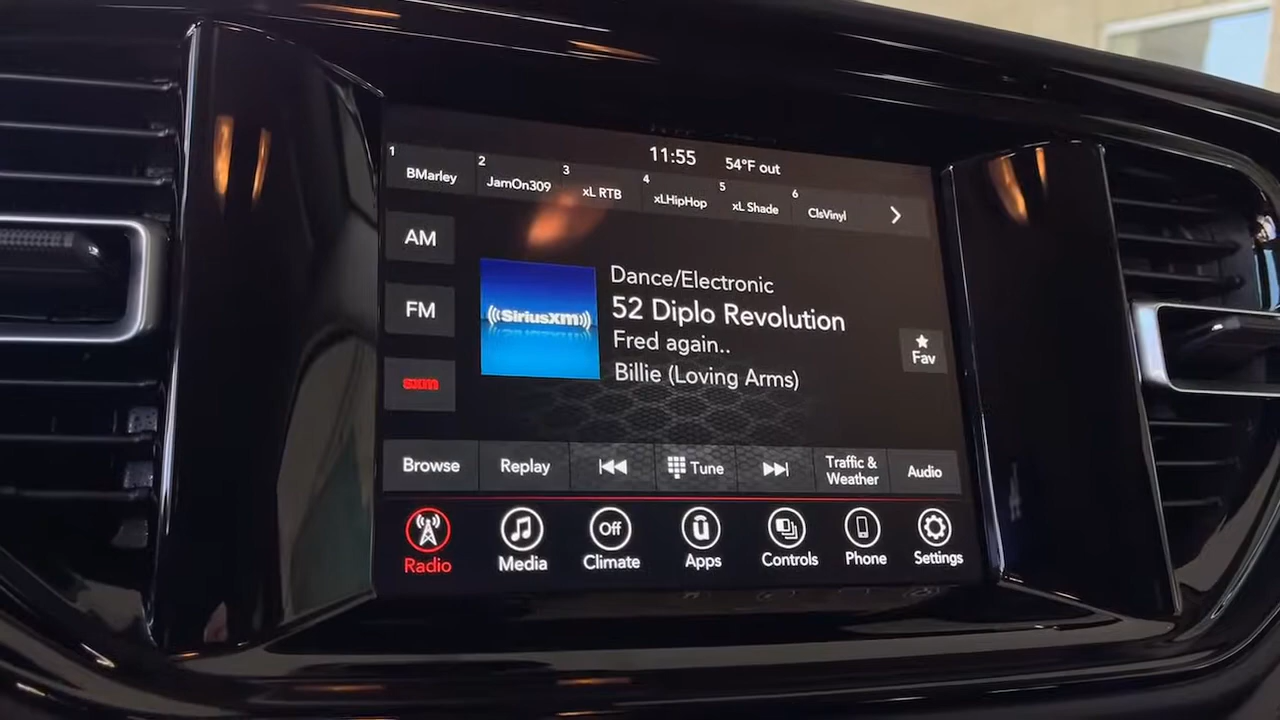 11:55 54°F out
1 BMarley 2 JamOn309 3 xL RTB 4 xLHipHop 5 xL Shade 6 ClsVinyl
AM
FM
sxm
((SiriusXM))
Dance/Electronic
52 Diplo Revolution
Fred again..
Billie (Loving Arms)
Fav
Browse Replay Tune Traffic & Weather Audio
Off
Radio Media Climate Apps Controls Phone Settings